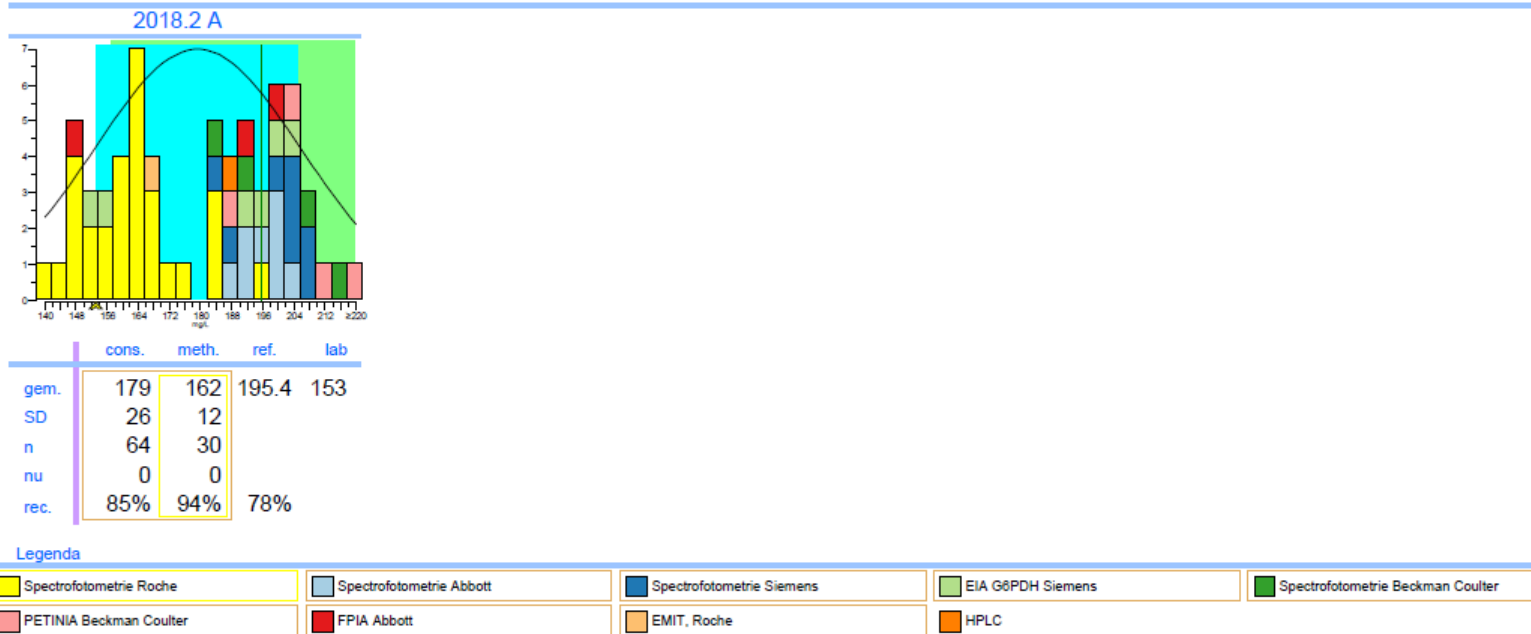 2018.2 A
7
6
5
4
3
2
1
0
140 148 156 164 172 180 188 196 204 212 ≥220
mg/L
cons. meth. ref. lab
gem. 179 162 195.4 153
SD 26 12
n 64 30
nu 0 0
rec. 85% 94% 78%
Legenda
Spectrofotometrie Roche Spectrofotometrie Abbott Spectrofotometrie Siemens EIA G6PDH Siemens Spectrofotometrie Beckman Coulter
PETINIA Beckman Coulter FPIA Abbott EMIT, Roche HPLC